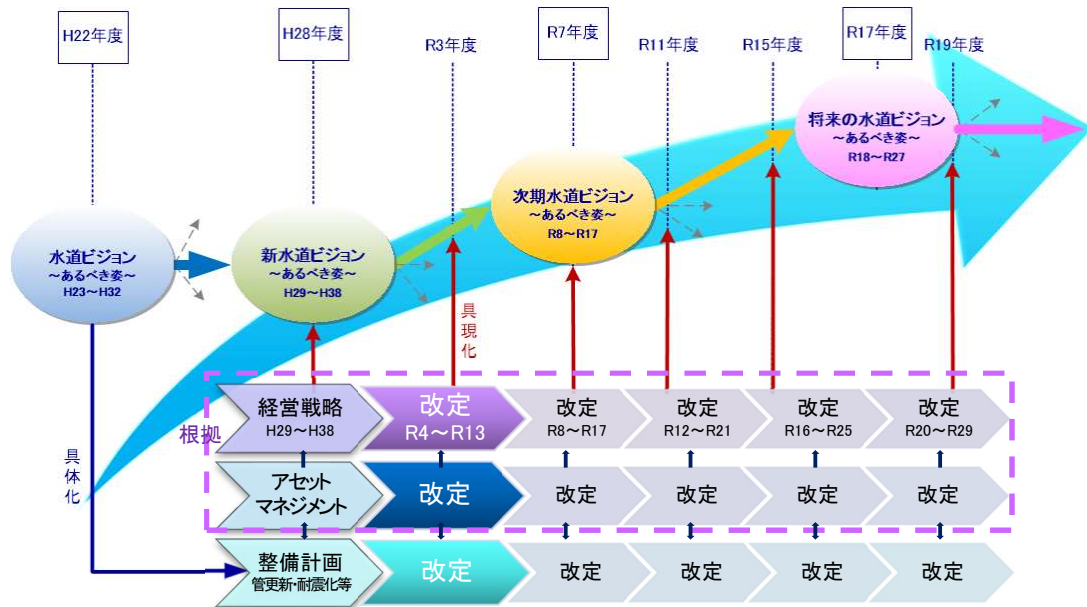 H22年度
H28年度
R3年度
R7年度
R11年度
R15年度
R17年度
R19年度
将来の水道ビジョン
～あるべき姿～
R18～R27
次期水道ビジョン
～あるべき姿～
R8～R17
水道ビジョン
～あるべき姿～
H23～H32
新水道ビジョン
～あるべき姿～
H29～H38
具現化
具体化
根拠
経営戦略
H29～H38
改定
R4～R13
改定
R8～R17
改定
R12～R21
改定
R16～R25
改定
R20～R29
アセット
マネジメント
改定
改定
改定
改定
改定
整備計画
管更新・耐震化等
改定
改定
改定
改定
改定